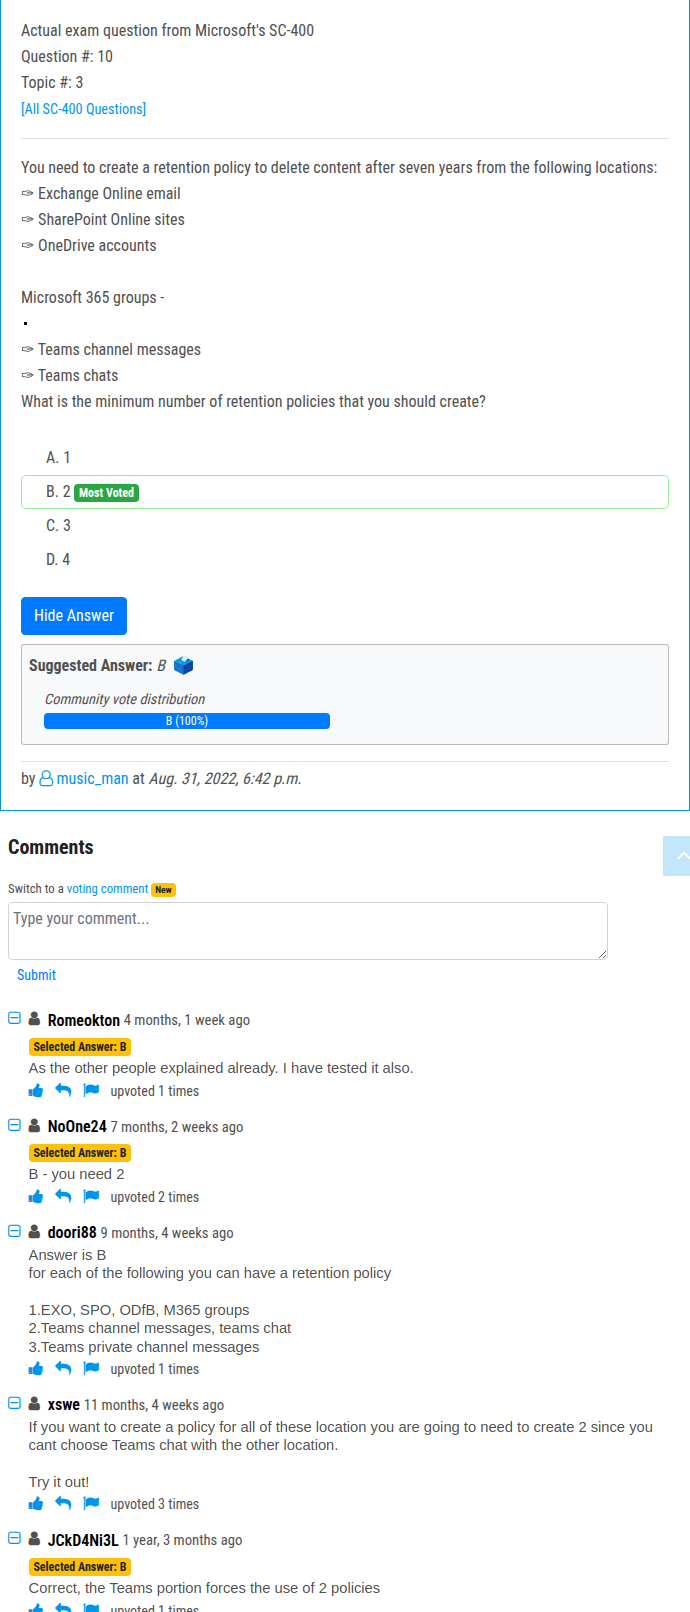 Actual exam question from Microsoft's SC-400
Question #: 10
Topic #: 3
[All SC-400 Questions]
You need to create a retention policy to delete content after seven years from the following locations:
✑ Exchange Online email
✑ SharePoint Online sites
✑ OneDrive accounts
Microsoft 365 groups -
▪
✑ Teams channel messages
✑ Teams chats
What is the minimum number of retention policies that you should create?
A. 1
B. 2 Most Voted
C. 3
D. 4
Hide Answer
Suggested Answer: B
Community vote distribution
B (100%)
by music_man at Aug. 31, 2022, 6:42 p.m.
Comments
Switch to a voting comment New
Type your comment...
Submit
Romeokton 4 months, 1 week ago
Selected Answer: B
As the other people explained already. I have tested it also.
upvoted 1 times
NoOne24 7 months, 2 weeks ago
Selected Answer: B
B - you need 2
upvoted 2 times
doori88 9 months, 4 weeks ago
Answer is B
for each of the following you can have a retention policy
1.EXO, SPO, ODfB, M365 groups
2.Teams channel messages, teams chat
3.Teams private channel messages
upvoted 1 times
xswe 11 months, 4 weeks ago
If you want to create a policy for all of these location you are going to need to create 2 since you
cant choose Teams chat with the other location.
Try it out!
upvoted 3 times
JCkD4Ni3L 1 year, 3 months ago
Selected Answer: B
Correct, the Teams portion forces the use of 2 policies
upvoted 1 times